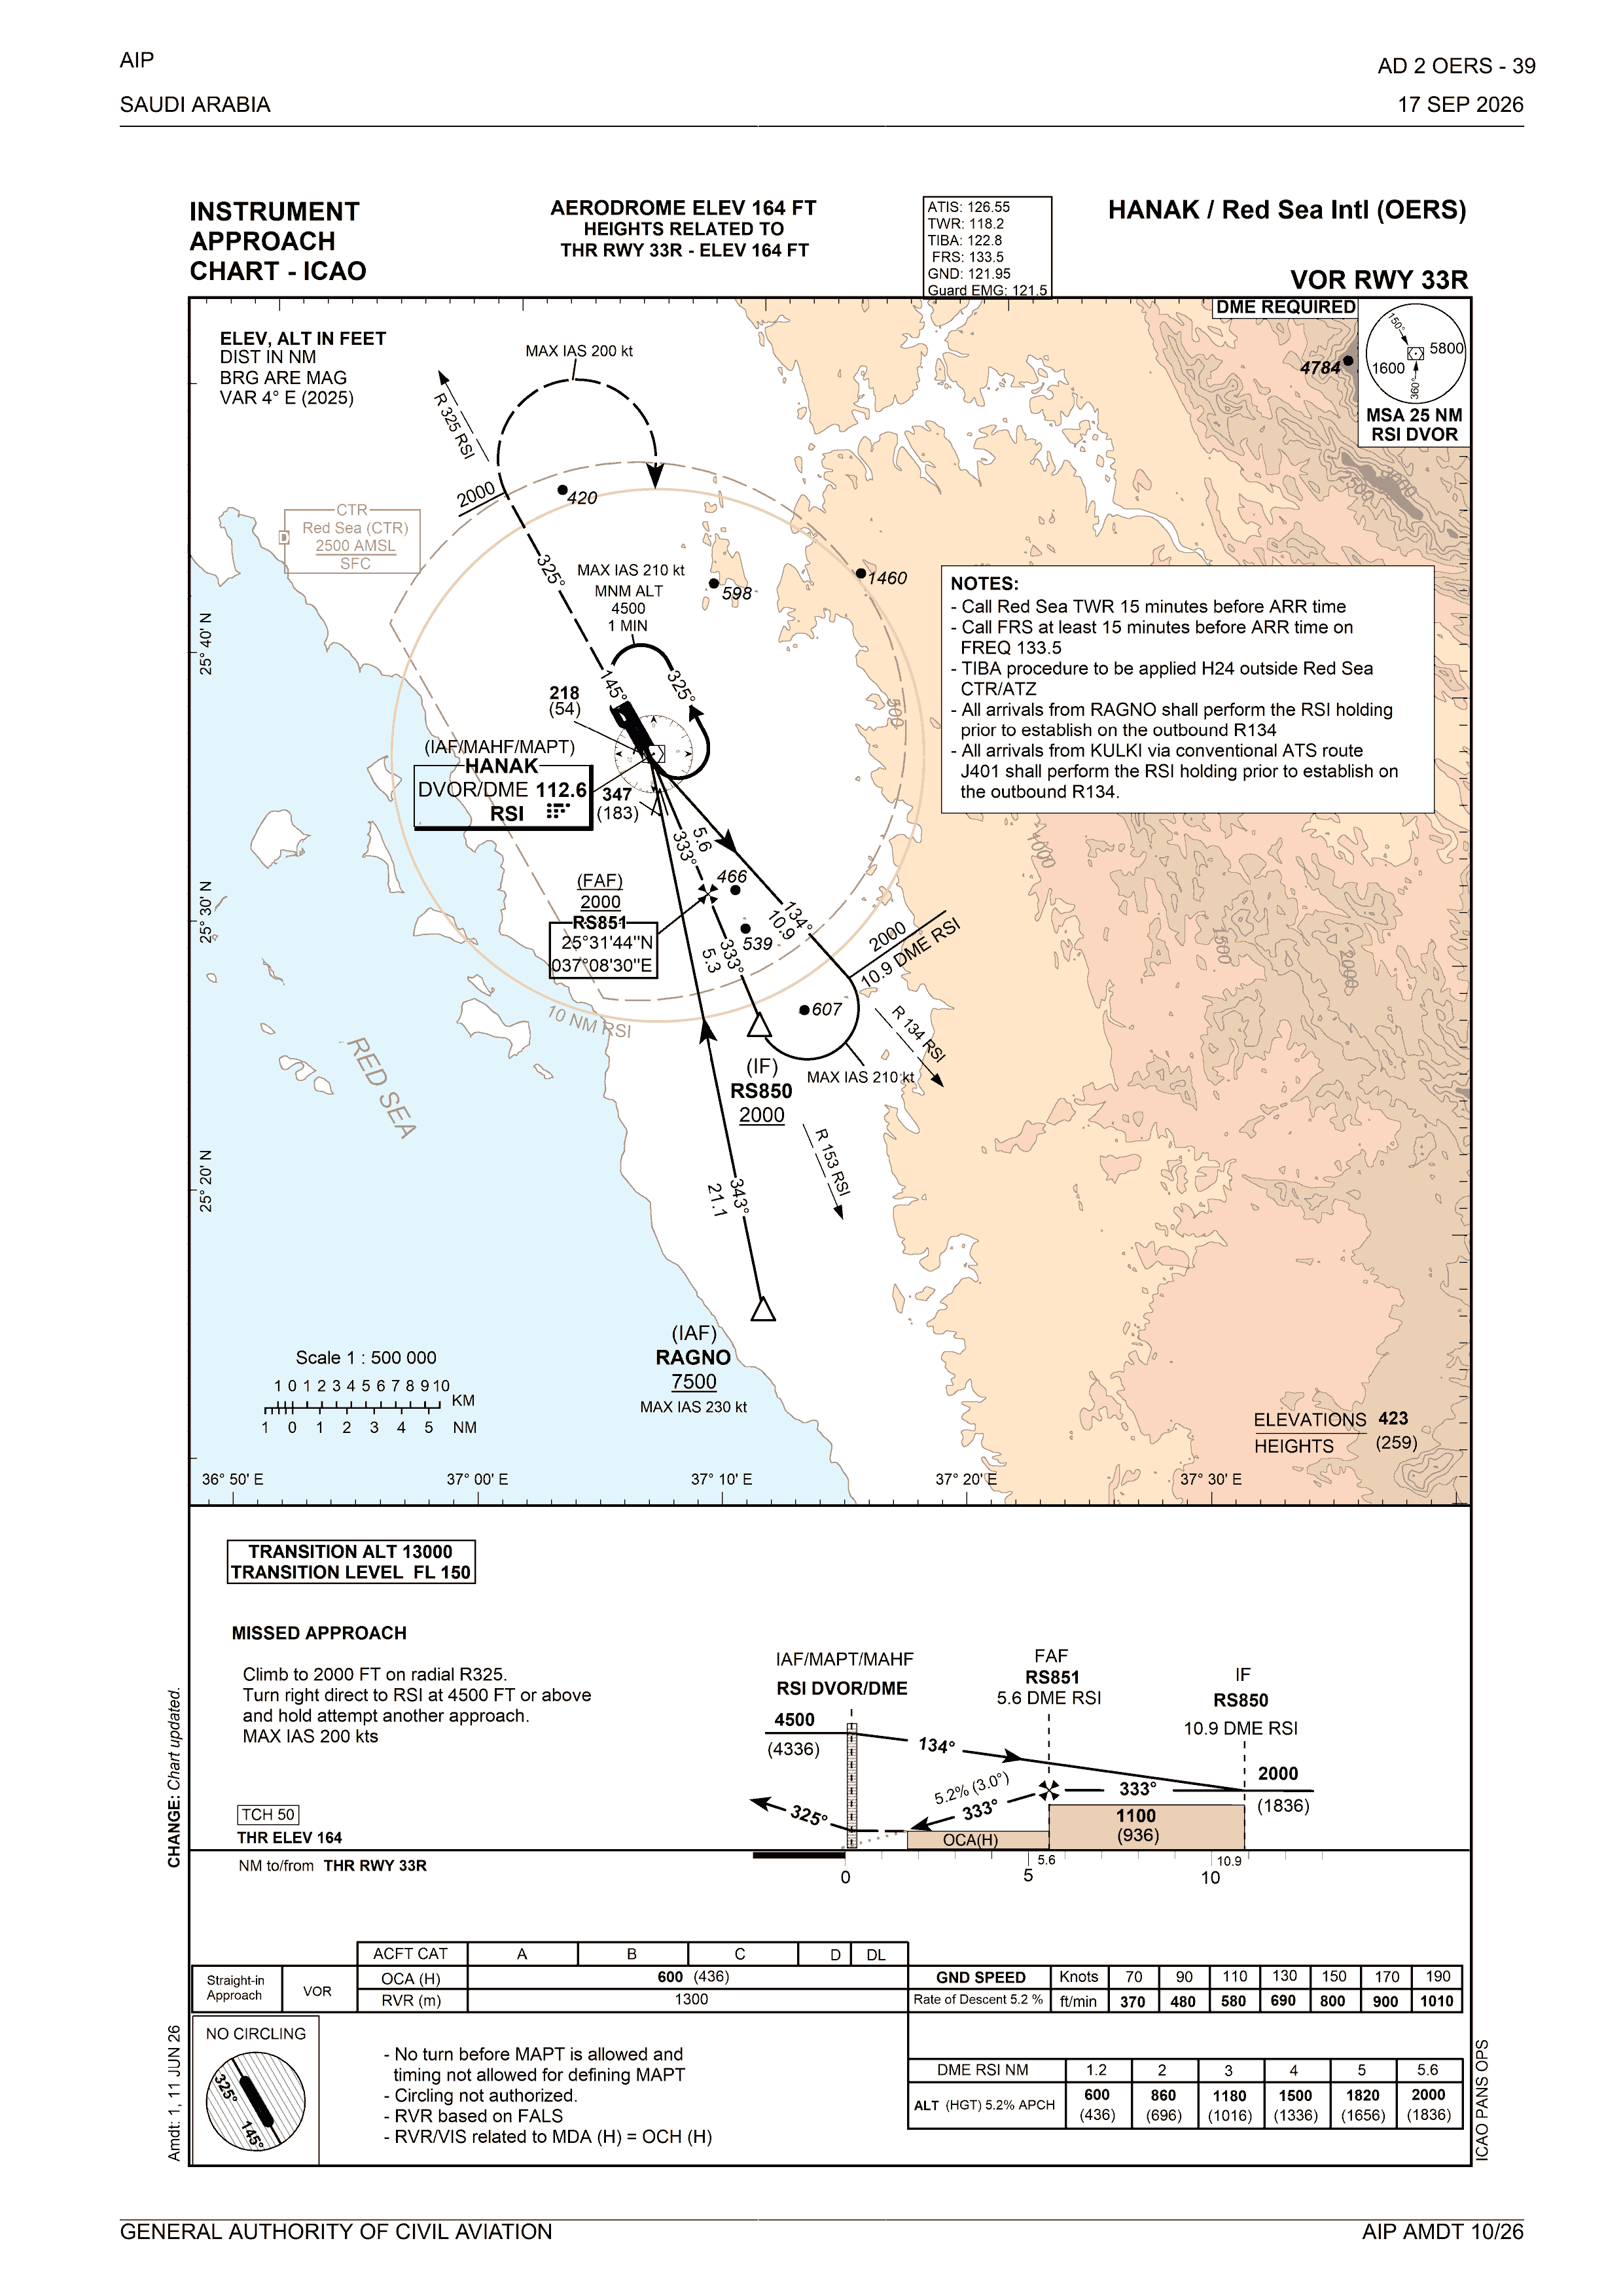 AIP
AD 2 OERS - 39
SAUDI ARABIA
17 SEP 2026
INSTRUMENT
APPROACH
CHART - ICAO
AERODROME ELEV 164 FT
HEIGHTS RELATED TO
THR RWY 33R - ELEV 164 FT
ATIS: 126.55
TWR: 118.2
TIBA: 122.8
FRS: 133.5
GND: 121.95
Guard EMG: 121.5
HANAK / Red Sea Intl (OERS)
VOR RWY 33R
DME REQUIRED
ELEV, ALT IN FEET
DIST IN NM
BRG ARE MAG
VAR 4° E (2025)
MAX IAS 200 kt
R 325 RSI
4784
150°
5800
1600
360°
MSA 25 NM
RSI DVOR
2000
420
CTR
Red Sea (CTR)
2500 AMSL
SFC
D
325°
MAX IAS 210 kt
MNM ALT
4500
1 MIN
598
1460
2500
NOTES:
- Call Red Sea TWR 15 minutes before ARR time
- Call FRS at least 15 minutes before ARR time on
FREQ 133.5
- TIBA procedure to be applied H24 outside Red Sea
CTR/ATZ
- All arrivals from RAGNO shall perform the RSI holding
prior to establish on the outbound R134
- All arrivals from KULKI via conventional ATS route
J401 shall perform the RSI holding prior to establish on
the outbound R134.
25° 40' N
145°
325°
218
(54)
500
(IAF/MAHF/MAPT)
HANAK
DVOR/DME 112.6
RSI
347
(183)
5.6
333°
1000
466
(FAF)
2000
RS851
25°31'44"N
037°08'30"E
25° 30' N
134°
10.9
539
333°
5.3
2000
10.9 DME RSI
1500
2000
607
10 NM RSI
R 134 RSI
RED SEA
(IF)
RS850
2000
MAX IAS 210 kt
R 153 RSI
25° 20' N
343°
21.1
(IAF)
RAGNO
7500
MAX IAS 230 kt
Scale 1 : 500 000
1 0 1 2 3 4 5 6 7 8 9 10
KM
1 0 1 2 3 4 5 NM
ELEVATIONS 423
HEIGHTS (259)
36° 50' E
37° 00' E
37° 10' E
37° 20' E
37° 30' E
TRANSITION ALT 13000
TRANSITION LEVEL FL 150
MISSED APPROACH
Climb to 2000 FT on radial R325.
Turn right direct to RSI at 4500 FT or above
and hold attempt another approach.
MAX IAS 200 kts
IAF/MAPT/MAHF
RSI DVOR/DME
FAF
RS851
5.6 DME RSI
IF
RS850
10.9 DME RSI
4500
(4336)
134°
5.2% (3.0°)
333°
333°
2000
(1836)
325°
1100
(936)
OCA(H)
TCH 50
THR ELEV 164
NM to/from THR RWY 33R
0
5
5.6
10
10.9
CHANGE: Chart updated.
ACFT CAT A B C D DL
Straight-in
Approach
VOR
OCA (H) 600 (436)
RVR (m) 1300
GND SPEED Knots 70 90 110 130 150 170 190
Rate of Descent 5.2 % ft/min 370 480 580 690 800 900 1010
NO CIRCLING
325°
145°
- No turn before MAPT is allowed and
timing not allowed for defining MAPT
- Circling not authorized.
- RVR based on FALS
- RVR/VIS related to MDA (H) = OCH (H)
DME RSI NM 1.2 2 3 4 5 5.6
ALT (HGT) 5.2% APCH
600 860 1180 1500 1820 2000
(436) (696) (1016) (1336) (1656) (1836)
Amdt: 1, 11 JUN 26
ICAO PANS OPS
GENERAL AUTHORITY OF CIVIL AVIATION
AIP AMDT 10/26